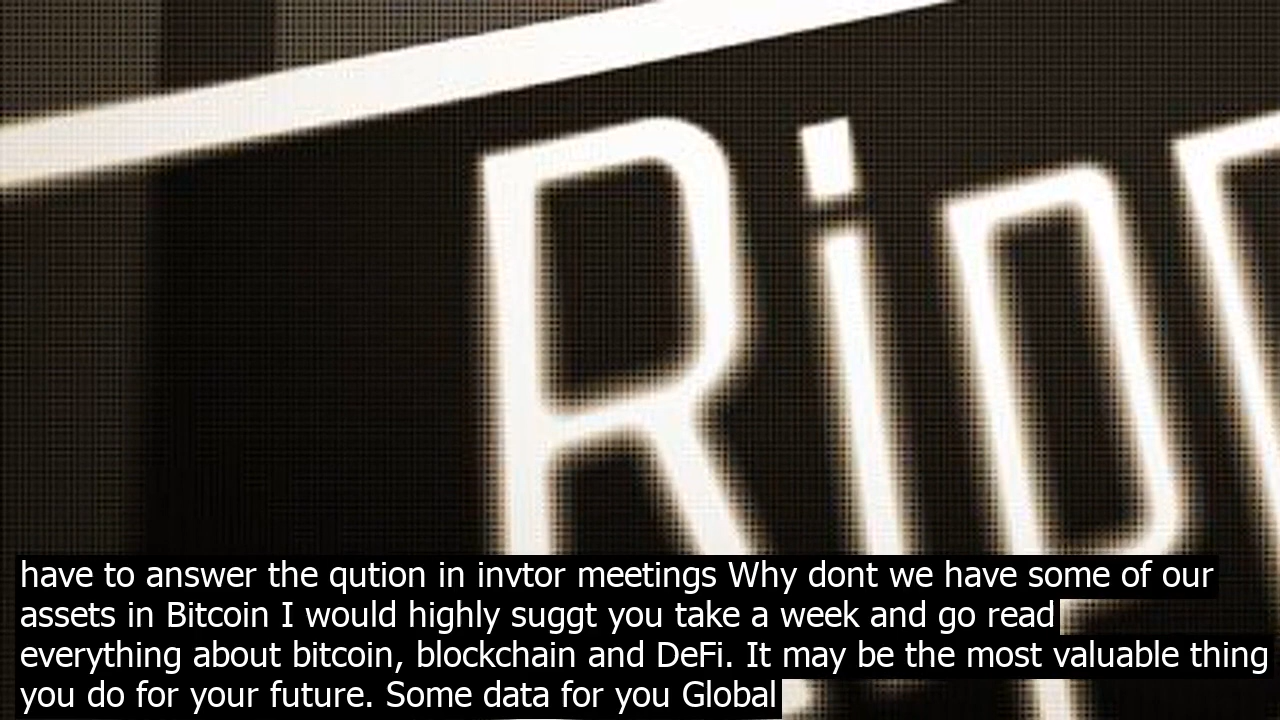 Ripp
have to answer the qution in invtor meetings Why dont we have some of our
assets in Bitcoin I would highly suggt you take a week and go read
everything about bitcoin, blockchain and DeFi. It may be the most valuable thing
you do for your future. Some data for you Global